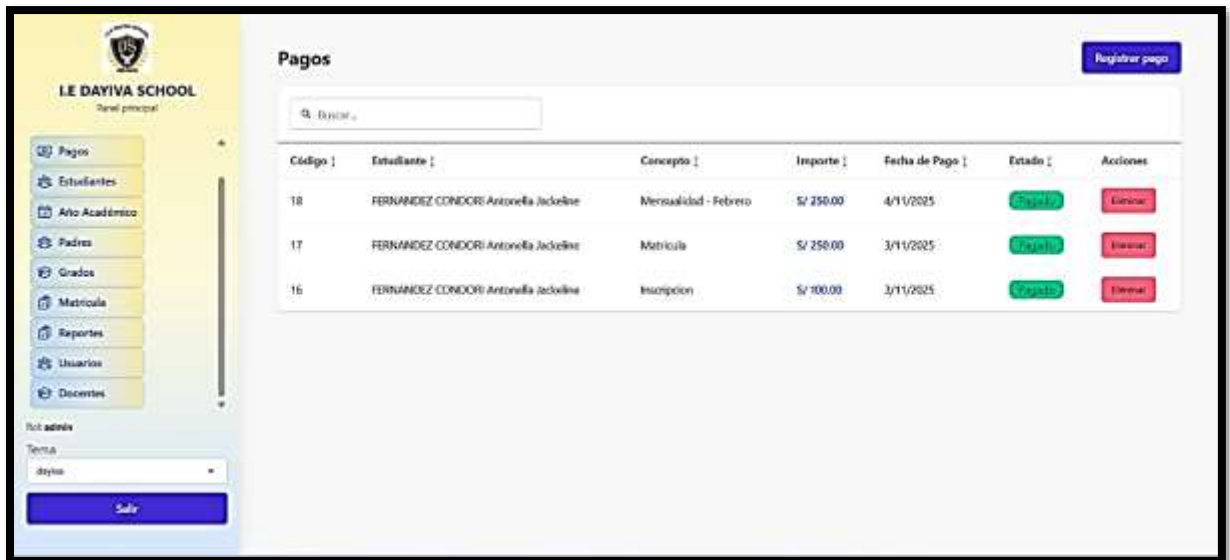 I.E DAYIVA SCHOOL
Panel principal
Pagos
Estudiantes
Año Académico
Padres
Grados
Matricula
Reportes
Usuarios
Docentes
Rol: admin
Tema
dayiva
Salir
Pagos
Registrar pago
Buscar...
Código Estudiante Concepto Importe Fecha de Pago Estado Acciones
18 FERNANDEZ CONDORI Antonella Jackeline Mensualidad - Febrero S/ 250.00 4/11/2025 Pagado Eliminar
17 FERNANDEZ CONDORI Antonella Jackeline Matricula S/ 250.00 3/11/2025 Pagado Eliminar
16 FERNANDEZ CONDORI Antonella Jackeline Inscripcion S/ 100.00 3/11/2025 Pagado Eliminar